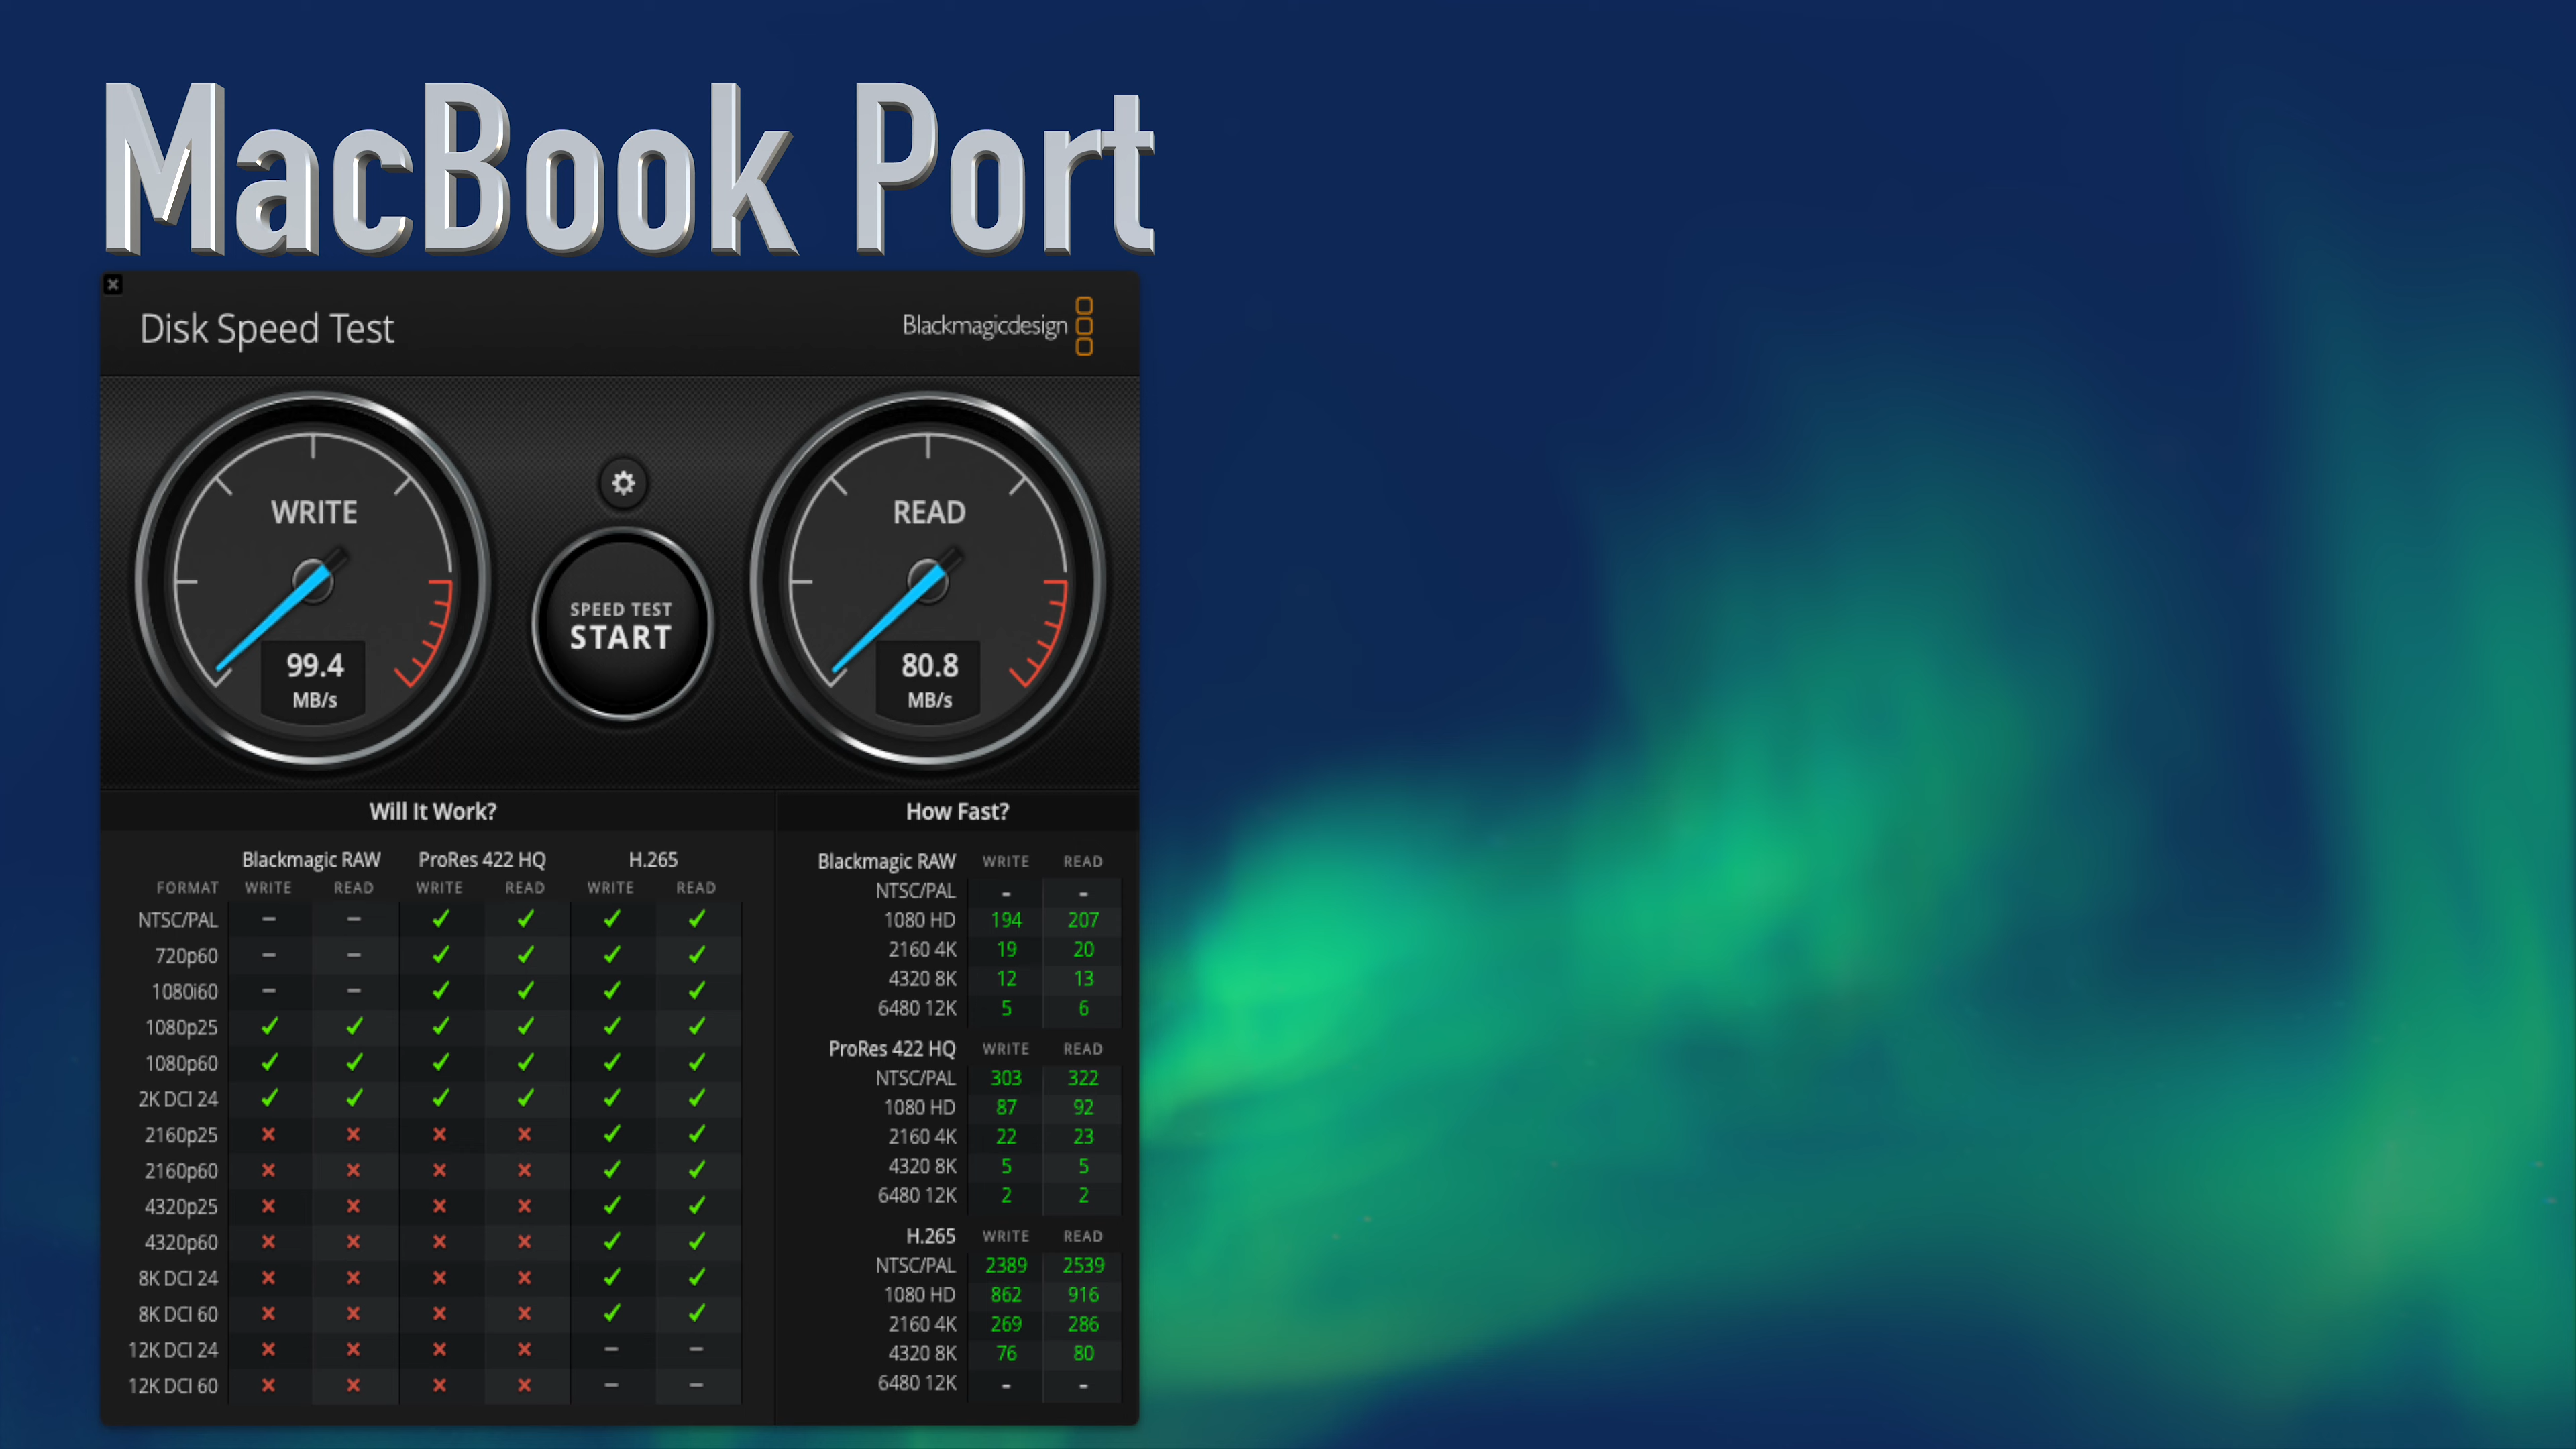 MacBook Port
Disk Speed Test
Blackmagicdesign
WRITE
99.4
MB/s
SPEED TEST
START
READ
80.8
MB/s
Will It Work?
Blackmagic RAW ProRes 422 HQ H.265
FORMAT WRITE READ WRITE READ WRITE READ
NTSC/PAL – – ✓ ✓ ✓ ✓
720p60 – – ✓ ✓ ✓ ✓
1080i60 – – ✓ ✓ ✓ ✓
1080p25 ✓ ✓ ✓ ✓ ✓ ✓
1080p60 ✓ ✓ ✓ ✓ ✓ ✓
2K DCI 24 ✓ ✓ ✓ ✓ ✓ ✓
2160p25 × × × × ✓ ✓
2160p60 × × × × ✓ ✓
4320p25 × × × × ✓ ✓
4320p60 × × × × ✓ ✓
8K DCI 24 × × × × ✓ ✓
8K DCI 60 × × × × ✓ ✓
12K DCI 24 × × × × – –
12K DCI 60 × × × × – –
How Fast?
Blackmagic RAW WRITE READ
NTSC/PAL - -
1080 HD 194 207
2160 4K 19 20
4320 8K 12 13
6480 12K 5 6
ProRes 422 HQ WRITE READ
NTSC/PAL 303 322
1080 HD 87 92
2160 4K 22 23
4320 8K 5 5
6480 12K 2 2
H.265 WRITE READ
NTSC/PAL 2389 2539
1080 HD 862 916
2160 4K 269 286
4320 8K 76 80
6480 12K - -